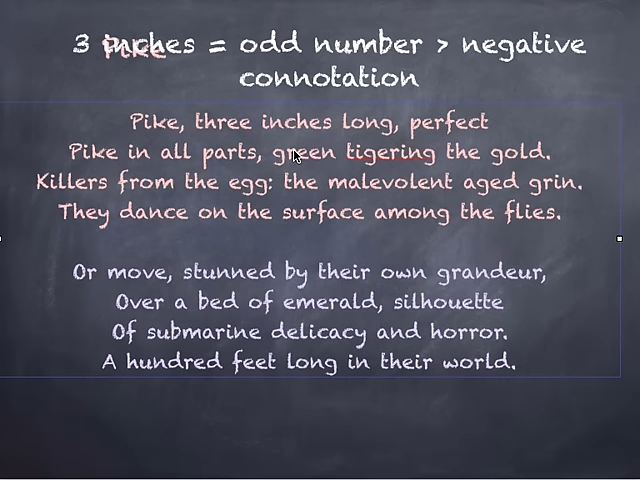 3 inches = odd number > negative
connotation
Pike
Pike, three inches long, perfect
Pike in all parts, green tigering the gold.
Killers from the egg: the malevolent aged grin.
They dance on the surface among the flies.
Or move, stunned by their own grandeur,
Over a bed of emerald, silhouette
Of submarine delicacy and horror.
A hundred feet long in their world.